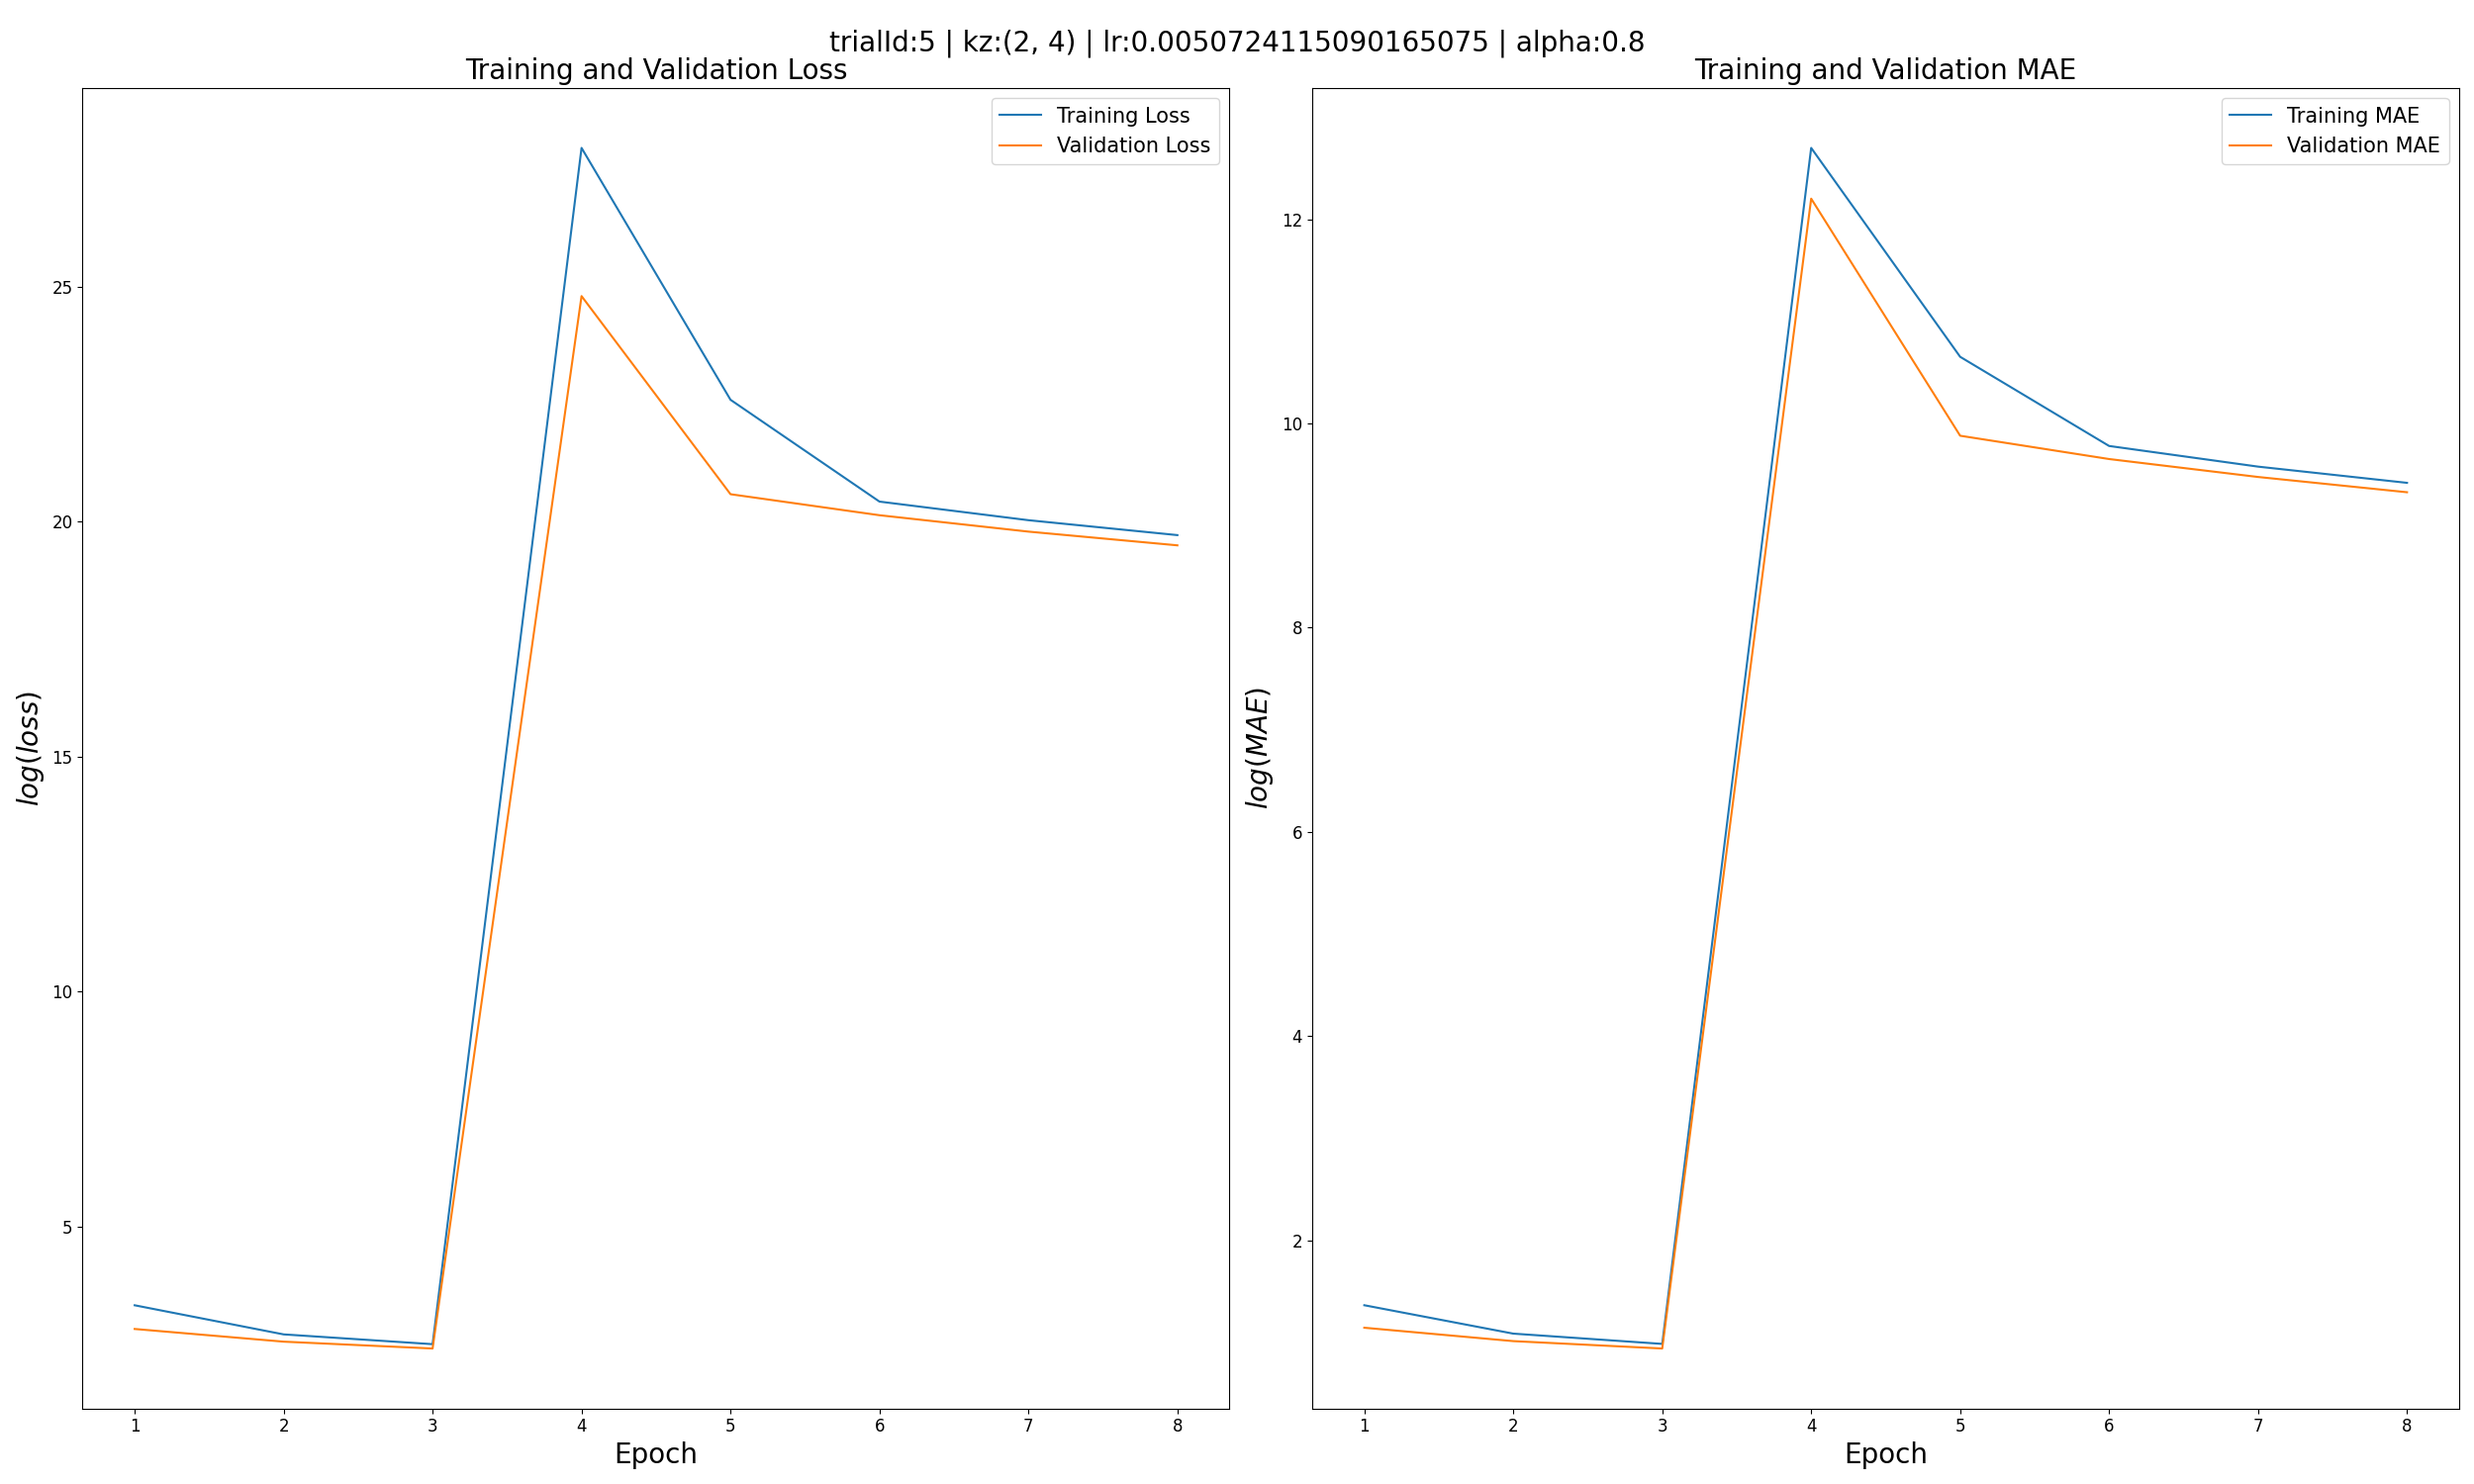 trialId:5 | kz:(2, 4) | lr:0.0050724115090165075 | alpha:0.8
Training and Validation Loss
Training Loss
Validation Loss
25
20
15
10
5
log(loss)
1 2 3 4 5 6 7 8
Epoch
Training and Validation MAE
Training MAE
Validation MAE
12
10
8
6
4
2
log(MAE)
1 2 3 4 5 6 7 8
Epoch